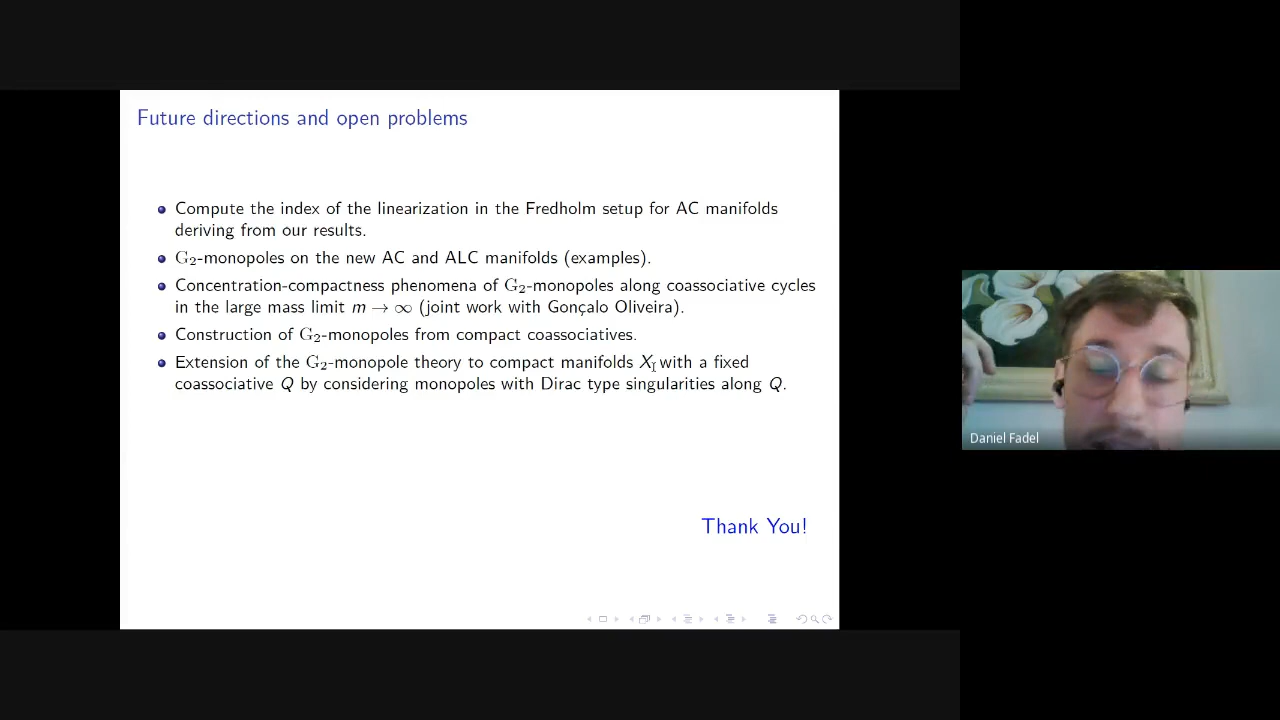 Future directions and open problems
Compute the index of the linearization in the Fredholm setup for AC manifolds
deriving from our results.
G₂-monopoles on the new AC and ALC manifolds (examples).
Concentration-compactness phenomena of G₂-monopoles along coassociative cycles
in the large mass limit m → ∞ (joint work with Gonçalo Oliveira).
Construction of G₂-monopoles from compact coassociatives.
Extension of the G₂-monopole theory to compact manifolds X with a fixed
coassociative Q by considering monopoles with Dirac type singularities along Q.
Daniel Fadel
Thank You!